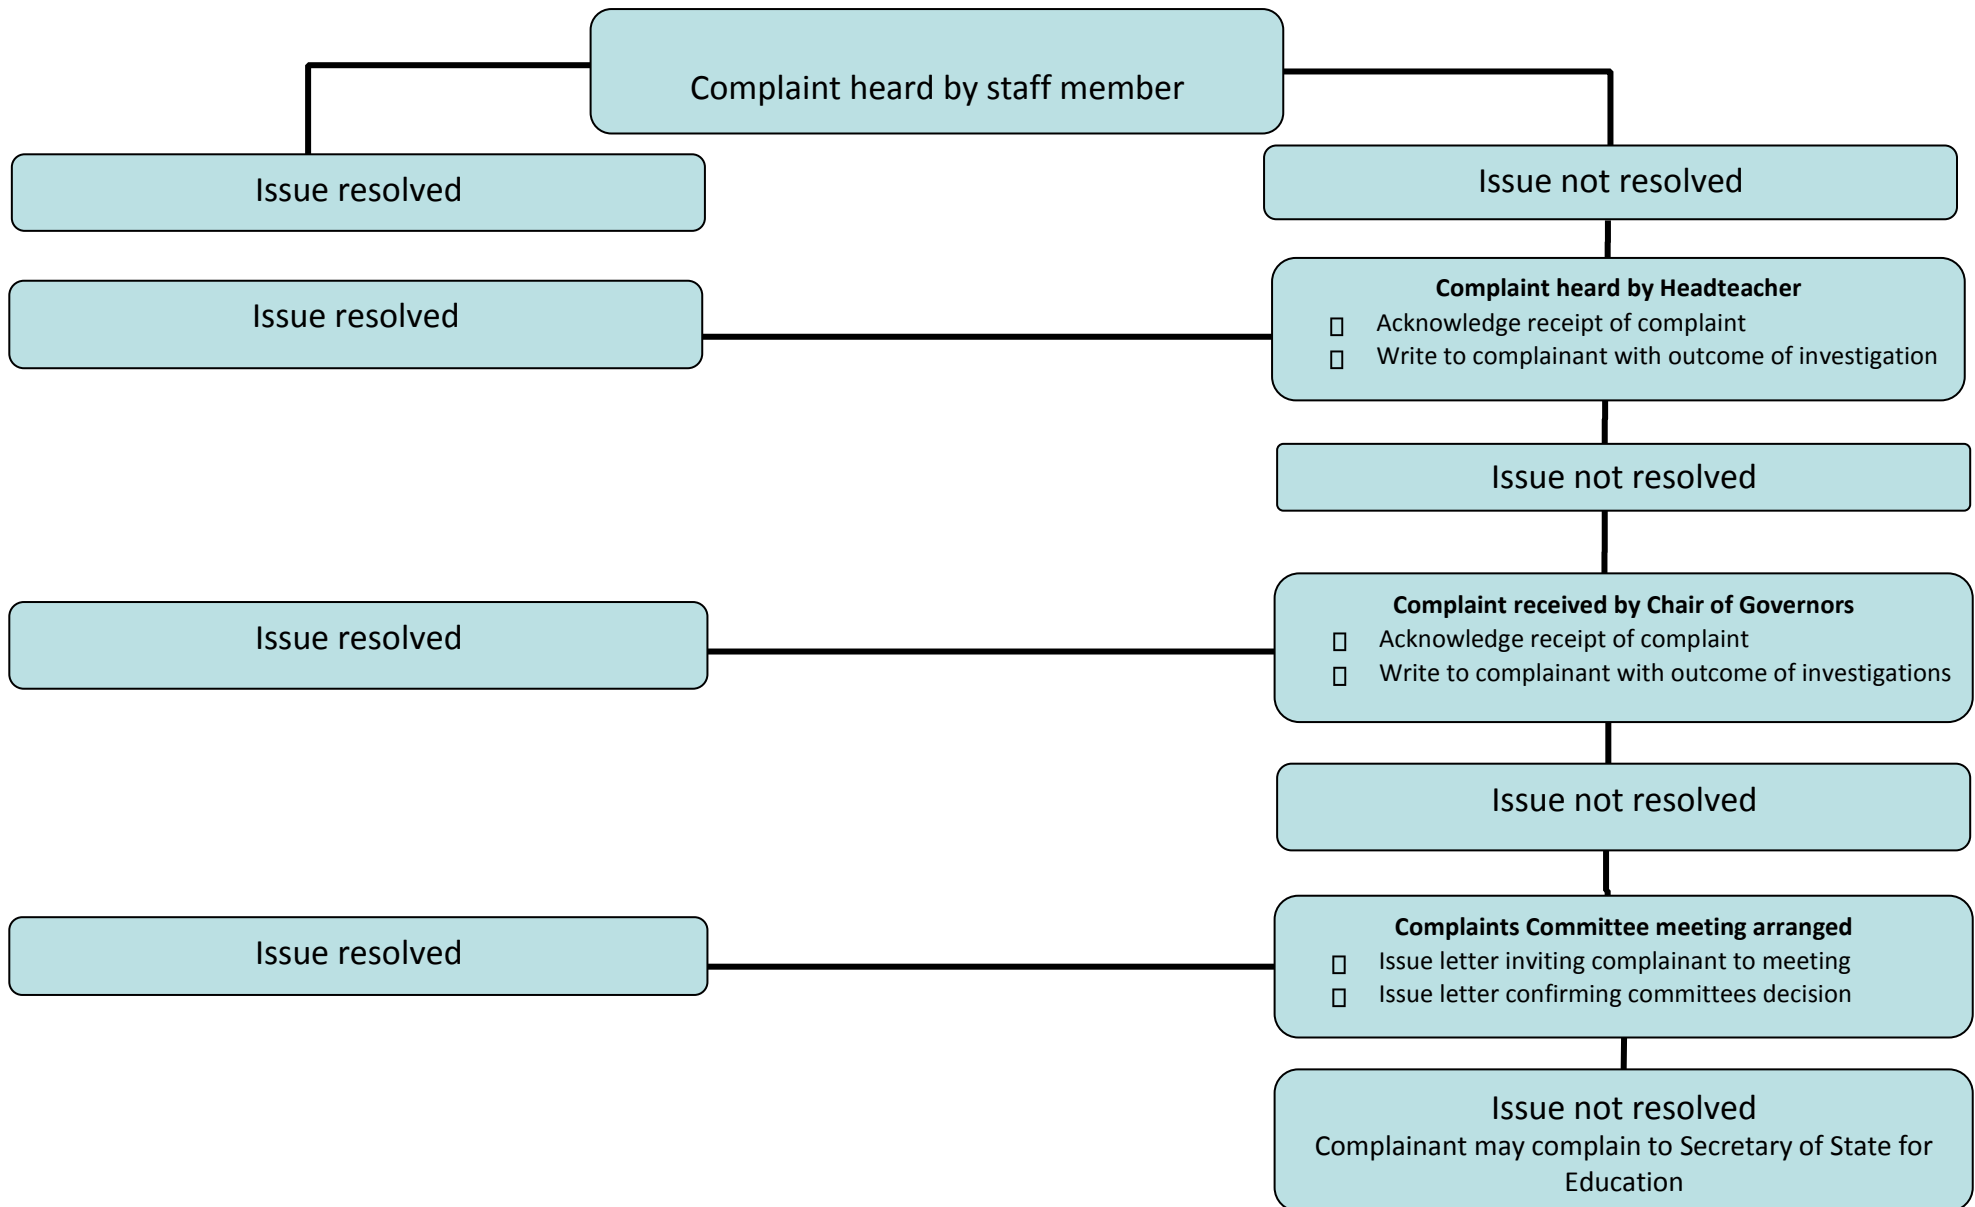 Complaint heard by staff member
Issue resolved
Issue not resolved
Issue resolved
Complaint heard by Headteacher
Acknowledge receipt of complaint
Write to complainant with outcome of investigation
Issue not resolved
Issue resolved
Complaint received by Chair of Governors
Acknowledge receipt of complaint
Write to complainant with outcome of investigations
Issue not resolved
Issue resolved
Complaints Committee meeting arranged
Issue letter inviting complainant to meeting
Issue letter confirming committees decision
Issue not resolved
Complainant may complain to Secretary of State for
Education